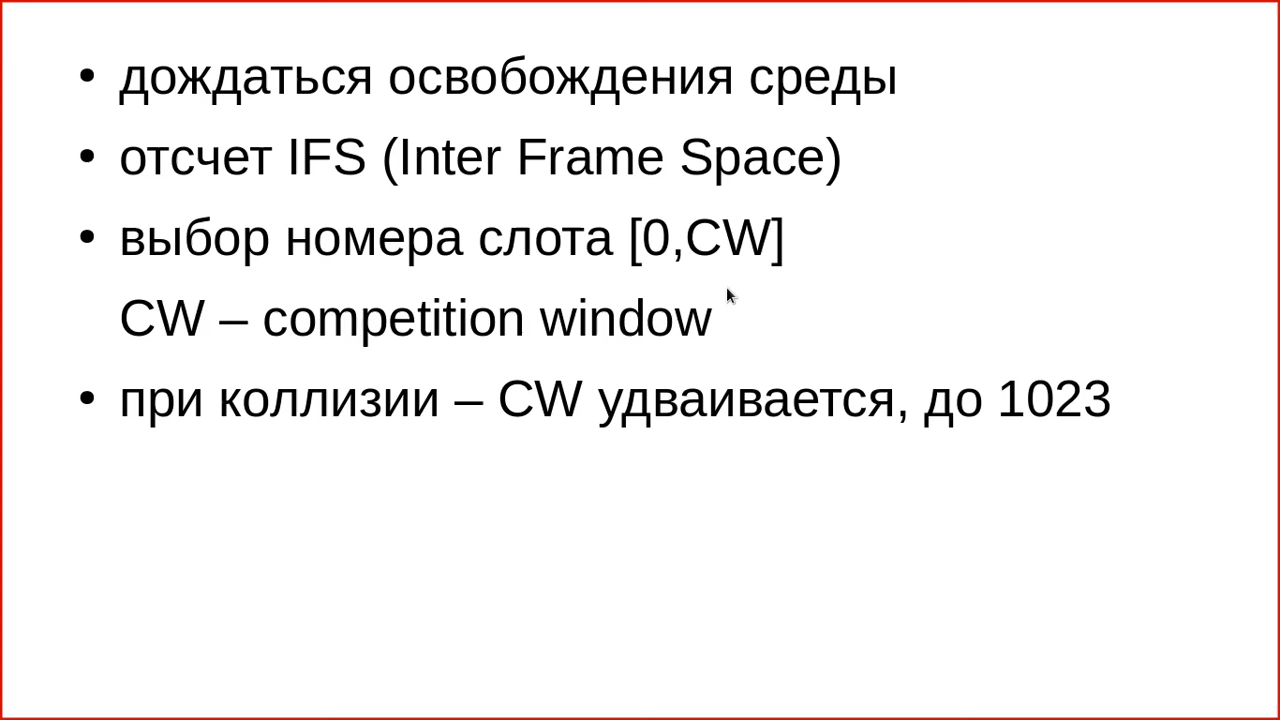 • дождаться освобождения среды
• отсчет IFS (Inter Frame Space)
• выбор номера слота [0,CW]
CW – competition window
• при коллизии – CW удваивается, до 1023